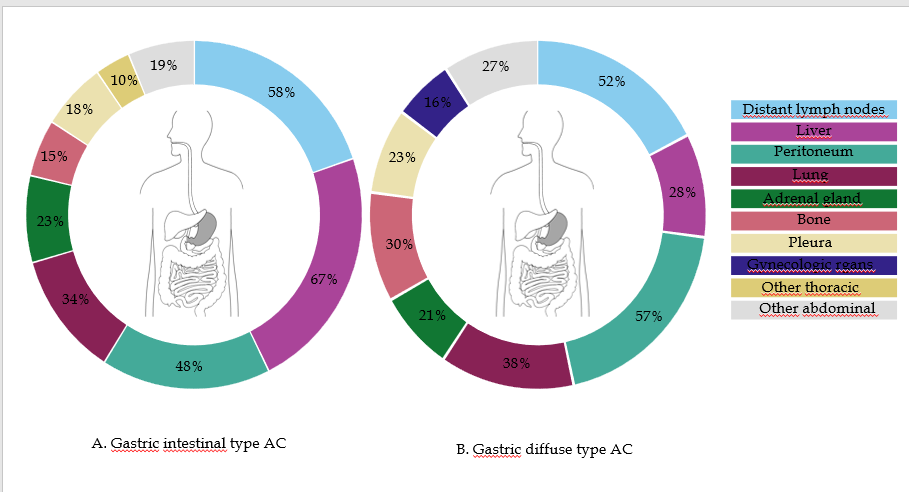 19%
58%
10%
18%
15%
23%
67%
34%
48%
A. Gastric intestinal type AC
27%
52%
16%
23%
28%
30%
21%
57%
38%
B. Gastric diffuse type AC
Distant lymph nodes
Liver
Peritoneum
Lung
Adrenal gland
Bone
Pleura
Gynecologic rgans
Other thoracic
Other abdominal